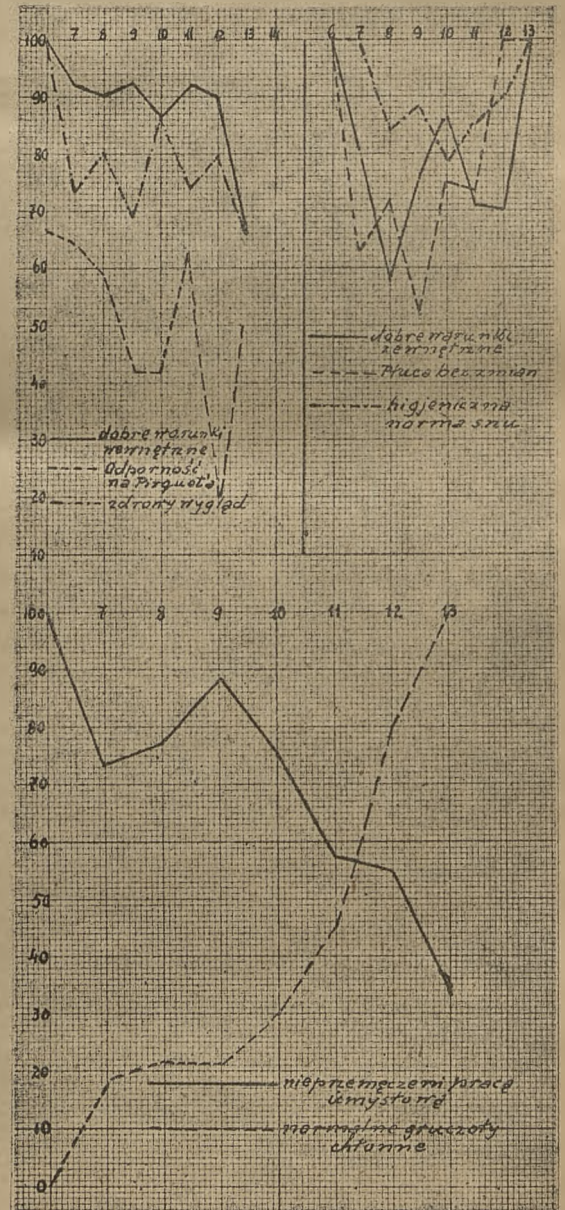 100 7 8 9 10 11 12 13 14
90
80
70
60
50
40
30
20
10
dobre warunki
wewnętrzne
Odporność
na Pirquet'a
zdrowy wygląd
6 7 8 9 10 11 12 13
dobre warunki
zewnętrzne
Płuca bez zmian
higjeniczna
norma snu
100 7 8 9 10 11 12 13
90
80
70
60
50
40
30
20
10
0
nieprzemęczeni pracą
umysłową
normalne gruczoły
chłonne